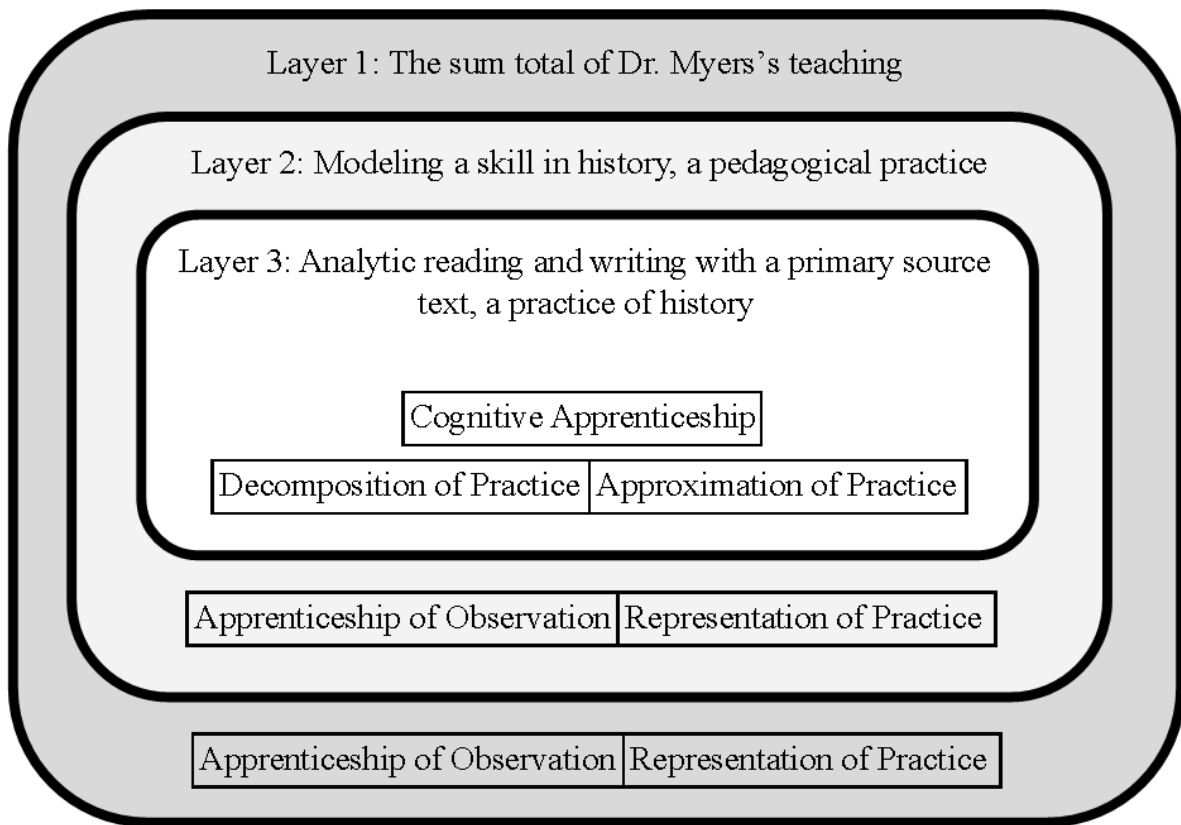 Layer 1: The sum total of Dr. Myers’s teaching
Layer 2: Modeling a skill in history, a pedagogical practice
Layer 3: Analytic reading and writing with a primary source
text, a practice of history
Cognitive Apprenticeship
Decomposition of Practice Approximation of Practice
Apprenticeship of Observation Representation of Practice
Apprenticeship of Observation Representation of Practice